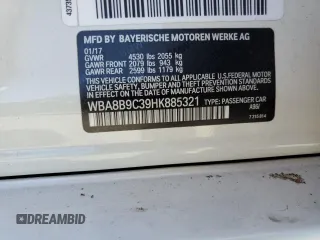 MFD. BY BAYERISCHE MOTOREN WERKE AG
01/17
GVWR 4530 lbs 2055 kg
GAWR FRONT 2079 lbs 943 kg
GAWR REAR 2599 lbs 1179 kg
THIS VEHICLE CONFORMS TO ALL APPLICABLE FEDERAL MOTOR VEHICLE
SAFETY, BUMPER AND THEFT PREVENTION STANDARDS IN
EFFECT ON THE DATE OF MANUFACTURE SHOWN ABOVE.
WBA8B9C39HK885321
PASSENGER CAR
DREAMBID